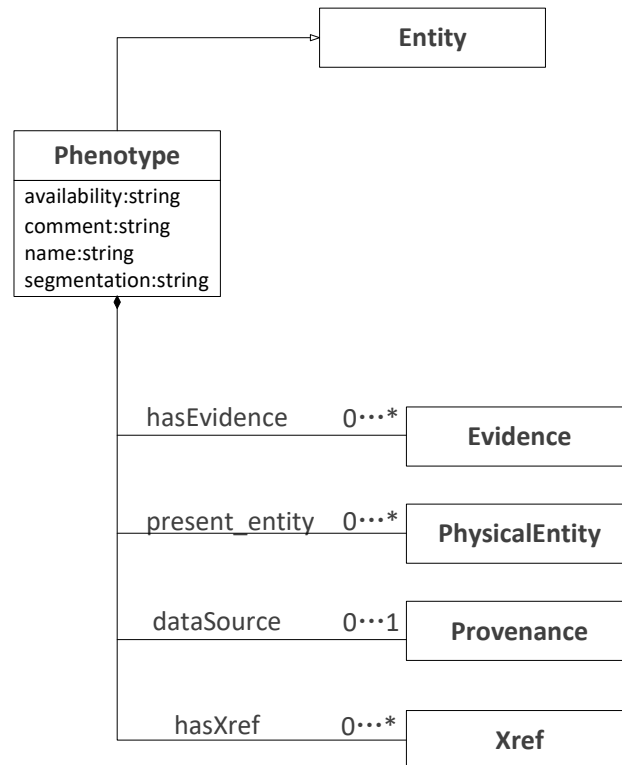 Entity
Phenotype
availability:string
comment:string
name:string
segmentation:string
hasEvidence 0···*
Evidence
present_entity 0···*
PhysicalEntity
dataSource 0···1
Provenance
hasXref 0···*
Xref